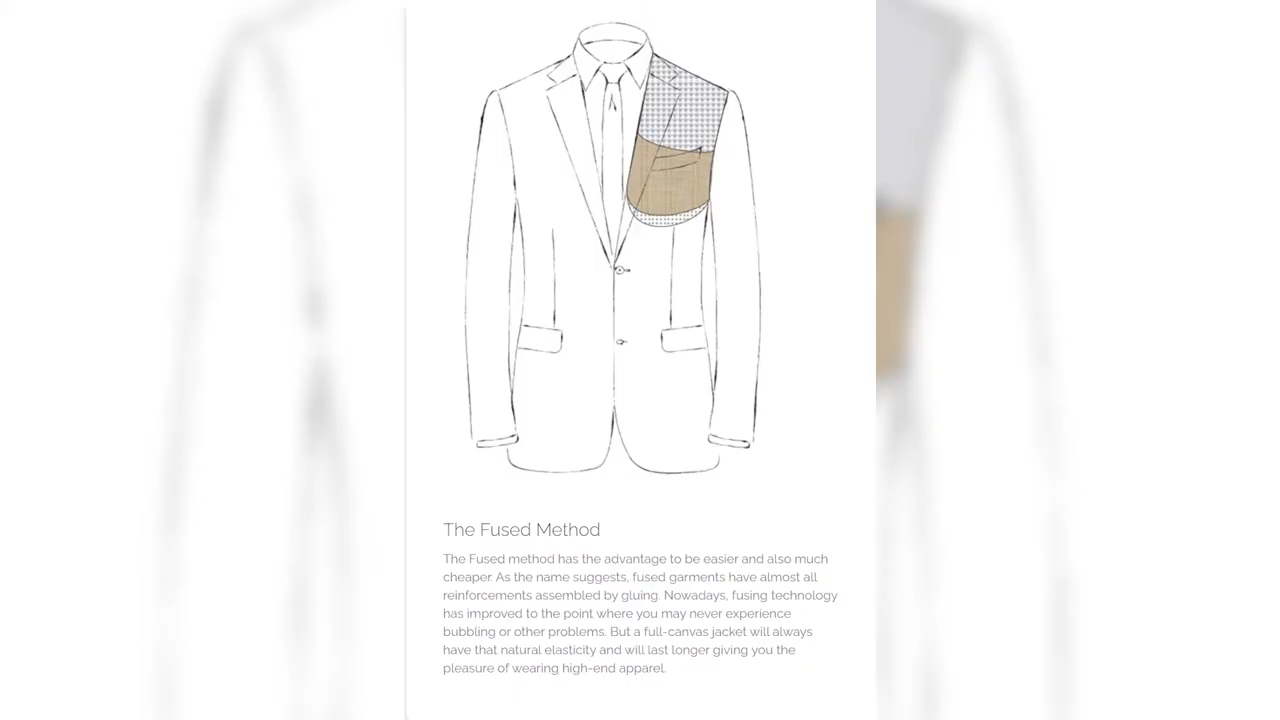 The Fused Method
The Fused method has the advantage to be easier and also much
cheaper. As the name suggests, fused garments have almost all
reinforcements assembled by gluing. Nowadays, fusing technology
has improved to the point where you may never experience
bubbling or other problems. But a full-canvas jacket will always
have that natural elasticity and will last longer giving you the
pleasure of wearing high-end apparel.